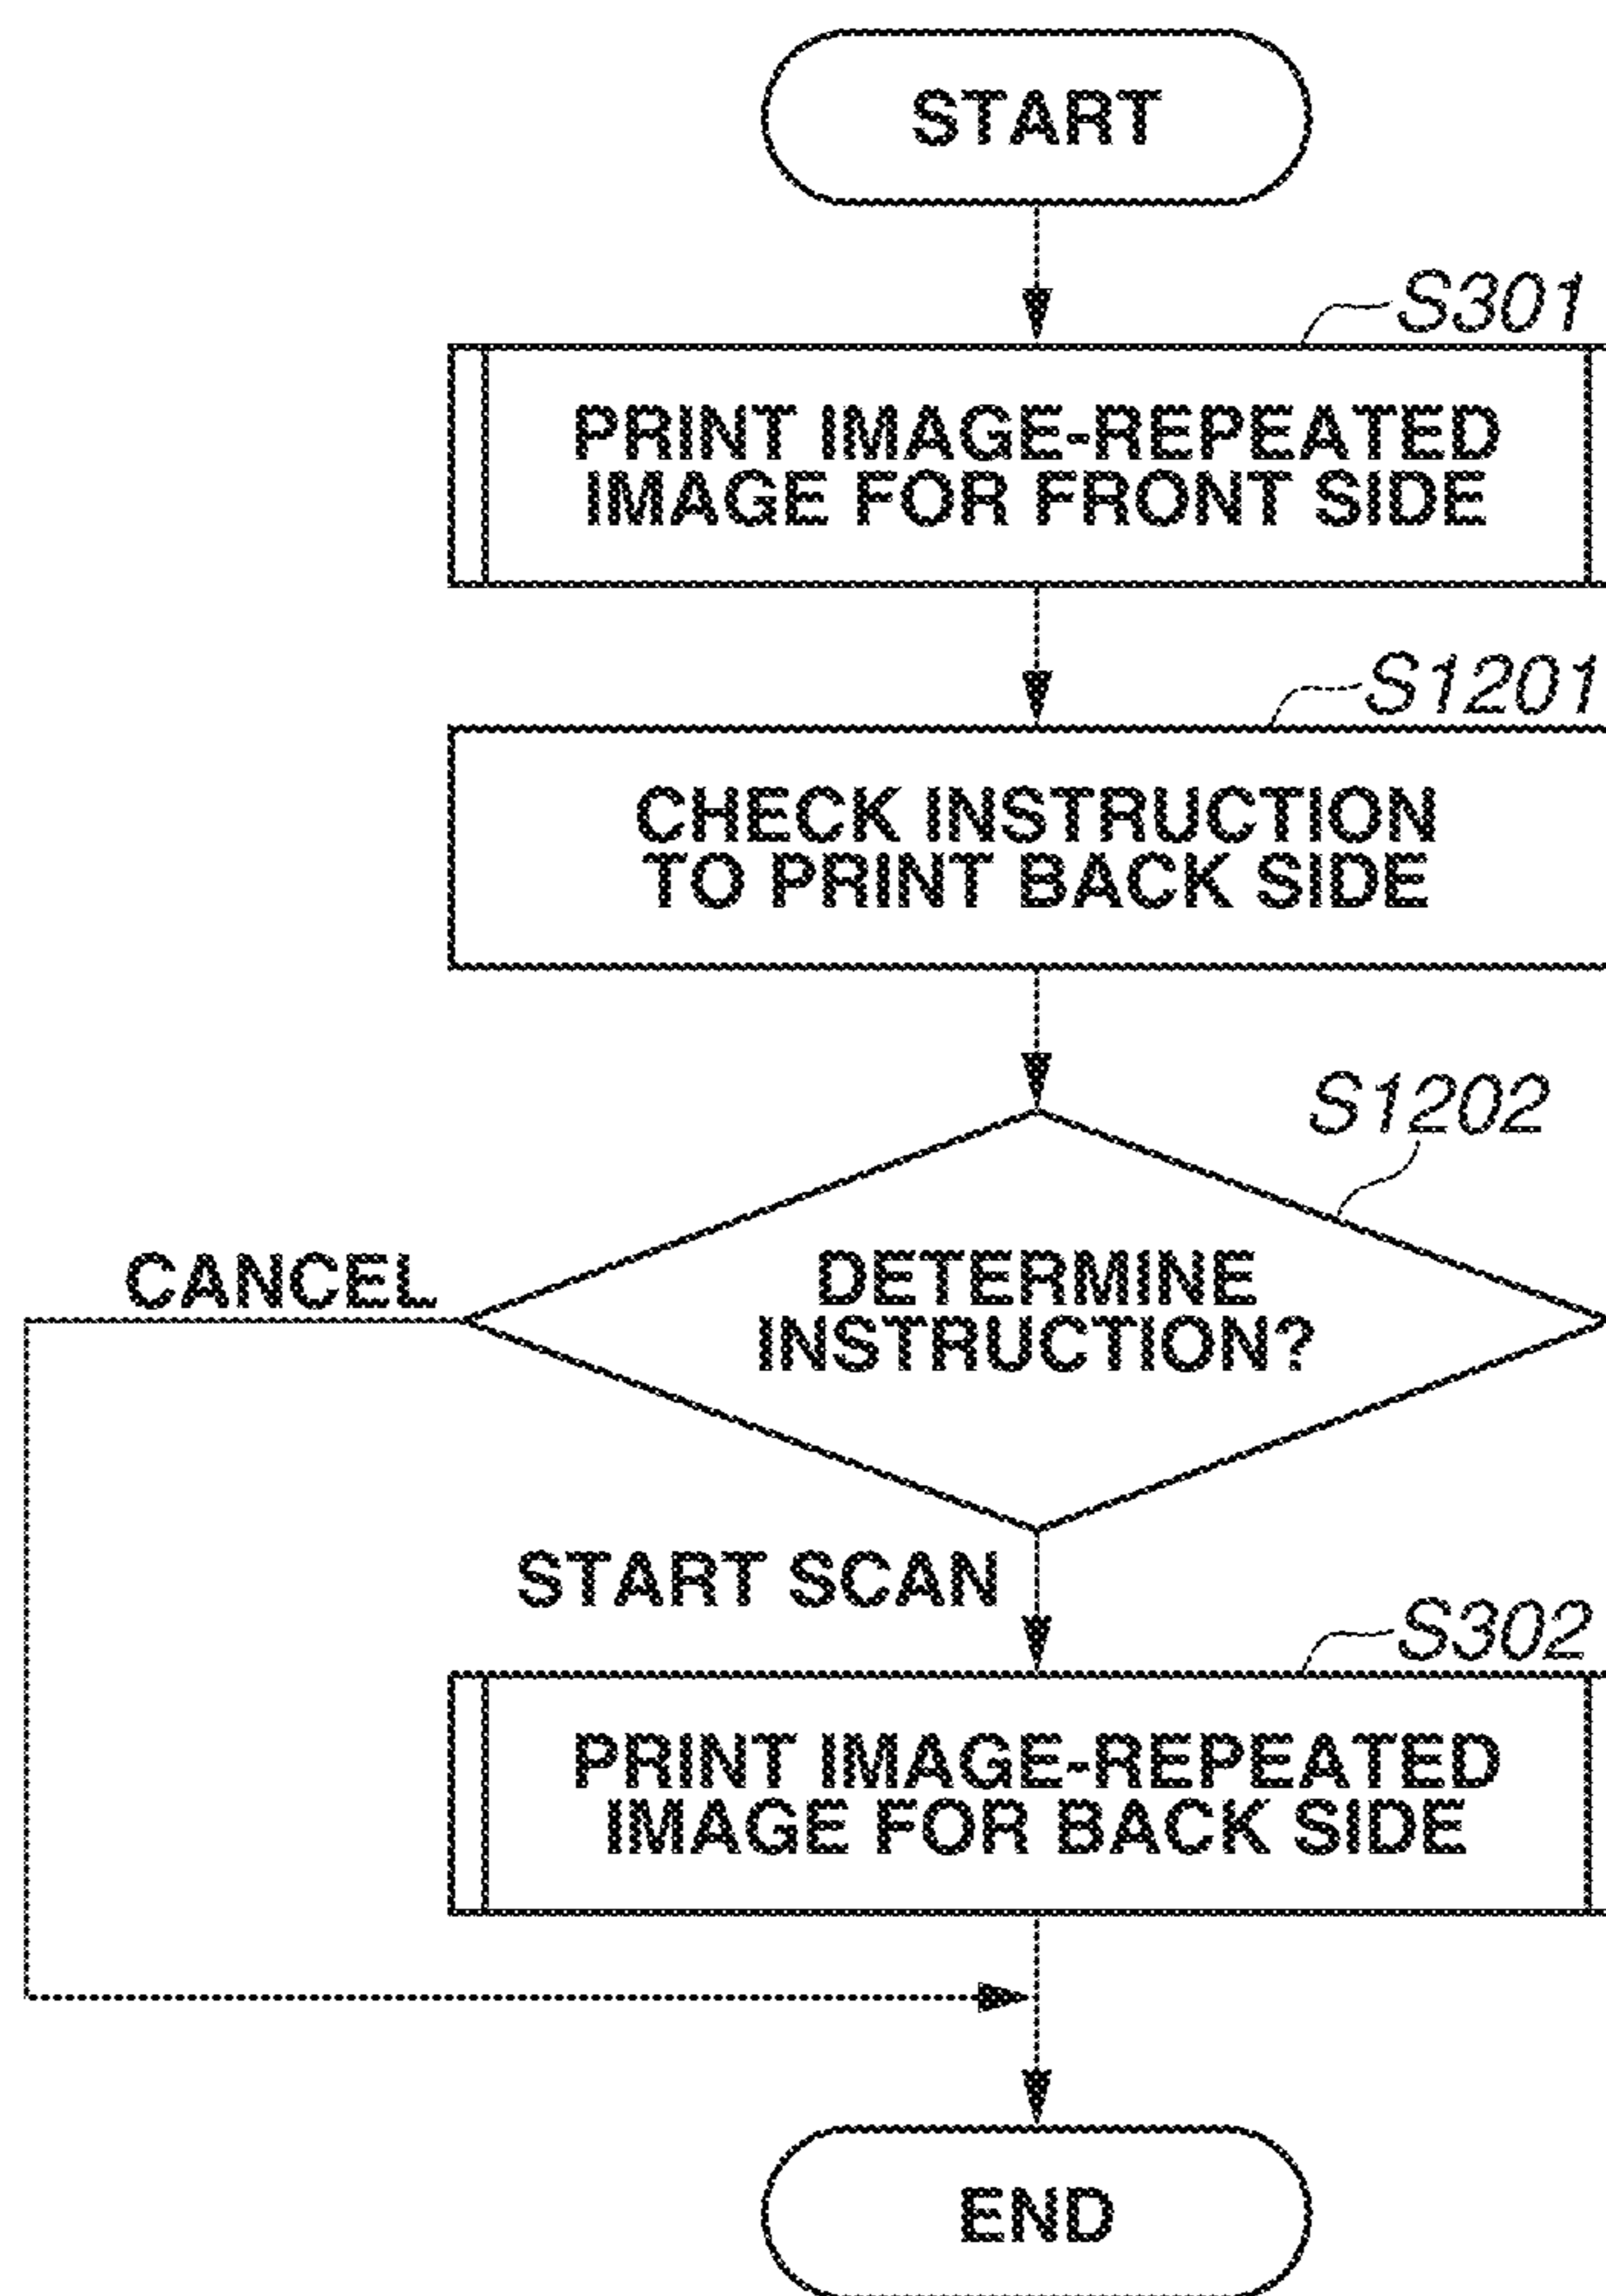 START
S301
PRINT IMAGE-REPEATED
IMAGE FOR FRONT SIDE
S1201
CHECK INSTRUCTION
TO PRINT BACK SIDE
S1202
CANCEL
DETERMINE
INSTRUCTION?
START SCAN
S302
PRINT IMAGE-REPEATED
IMAGE FOR BACK SIDE
END